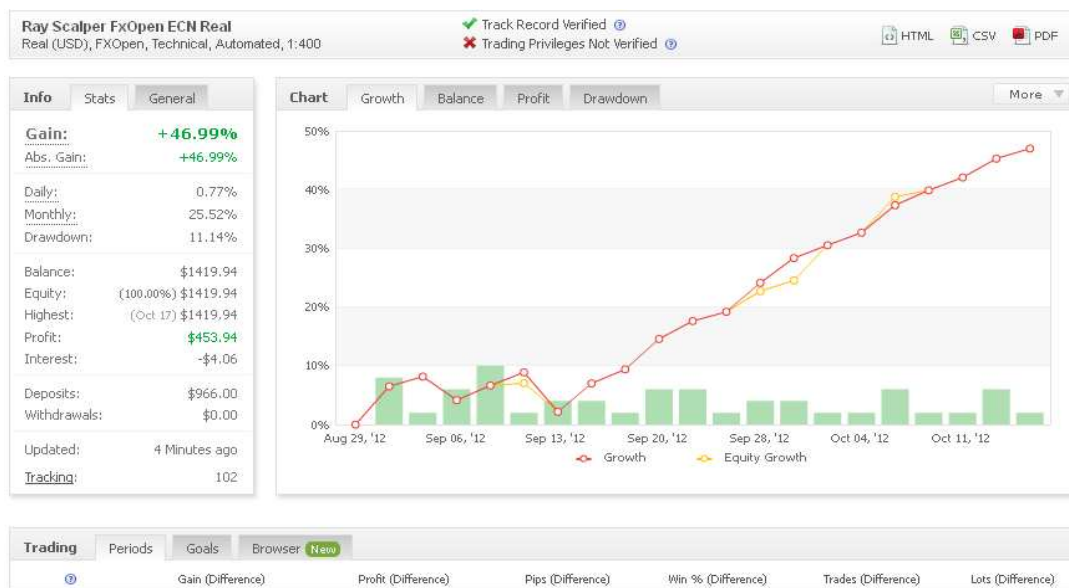 Ray Scalper FxOpen ECN Real
Real (USD), FXOpen, Technical, Automated, 1:400
Track Record Verified
Trading Privileges Not Verified
HTML CSV PDF
Info Stats General
Gain: +46.99%
Abs. Gain: +46.99%
Daily: 0.77%
Monthly: 25.52%
Drawdown: 11.14%
Balance: $1419.94
Equity: (100.00%) $1419.94
Highest: (Oct 17) $1419.94
Profit: $453.94
Interest: -$4.06
Deposits: $966.00
Withdrawals: $0.00
Updated: 4 Minutes ago
Tracking: 102
Chart Growth Balance Profit Drawdown More
50%
40%
30%
20%
10%
0%
Aug 29, '12 Sep 06, '12 Sep 13, '12 Sep 20, '12 Sep 28, '12 Oct 04, '12 Oct 11, '12
Growth Equity Growth
Trading Periods Goals Browser New
Gain (Difference) Profit (Difference) Pips (Difference) Win % (Difference) Trades (Difference) Lots (Difference)